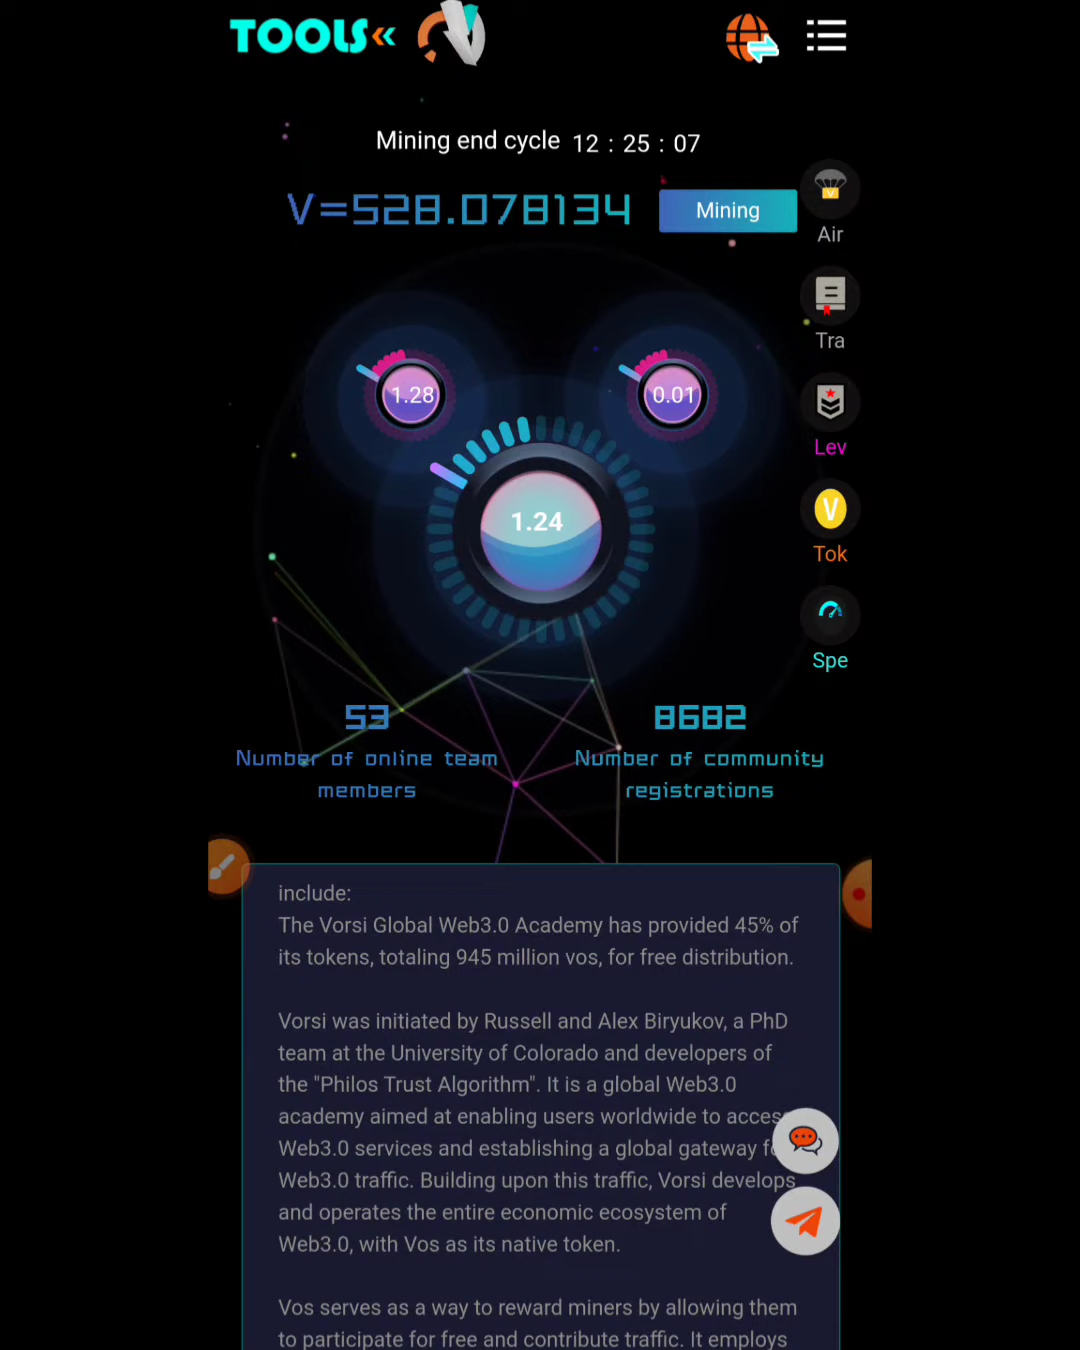 TOOLS
Mining end cycle 12 : 25 : 07
V=528.078134
Mining
Air
Tra
Lev
V
Tok
Spe
1.28
0.01
1.24
53
Number of online team
members
8682
Number of community
registrations
include:
The Vorsi Global Web3.0 Academy has provided 45% of
its tokens, totaling 945 million vos, for free distribution.
Vorsi was initiated by Russell and Alex Biryukov, a PhD
team at the University of Colorado and developers of
the "Philos Trust Algorithm". It is a global Web3.0
academy aimed at enabling users worldwide to access
Web3.0 services and establishing a global gateway
Web3.0 traffic. Building upon this traffic, Vorsi develops
and operates the entire economic ecosystem of
Web3.0, with Vos as its native token.
Vos serves as a way to reward miners by allowing them
to participate for free and contribute traffic. It employs